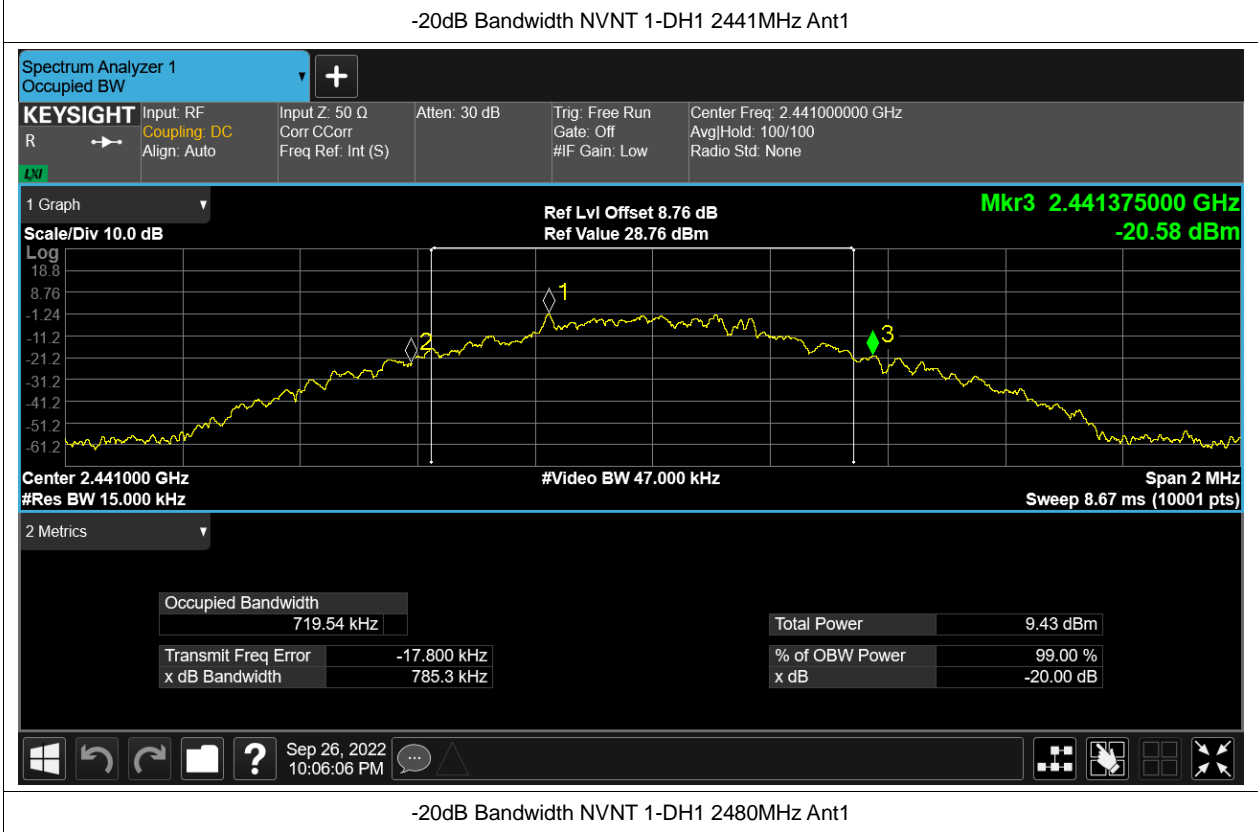 -20dB Bandwidth NVNT 1-DH1 2441MHz Ant1
Spectrum Analyzer 1
Occupied BW
KEYSIGHT
R
LXI
Input: RF
Coupling: DC
Align: Auto
Input Z: 50 Ω
Corr CCorr
Freq Ref: Int (S)
Atten: 30 dB
Trig: Free Run
Gate: Off
#IF Gain: Low
Center Freq: 2.441000000 GHz
Avg|Hold: 100/100
Radio Std: None
1 Graph
Ref Lvl Offset 8.76 dB
Mkr3 2.441375000 GHz
Scale/Div 10.0 dB
Ref Value 28.76 dBm
-20.58 dBm
Log
18.8
8.76
-1.24
-11.2
-21.2
-31.2
-41.2
-51.2
-61.2
1
2
3
Center 2.441000 GHz
#Video BW 47.000 kHz
Span 2 MHz
#Res BW 15.000 kHz
Sweep 8.67 ms (10001 pts)
2 Metrics
Occupied Bandwidth
719.54 kHz
Total Power 9.43 dBm
Transmit Freq Error -17.800 kHz
% of OBW Power 99.00 %
x dB Bandwidth 785.3 kHz
x dB -20.00 dB
?
Sep 26, 2022
10:06:06 PM
-20dB Bandwidth NVNT 1-DH1 2480MHz Ant1